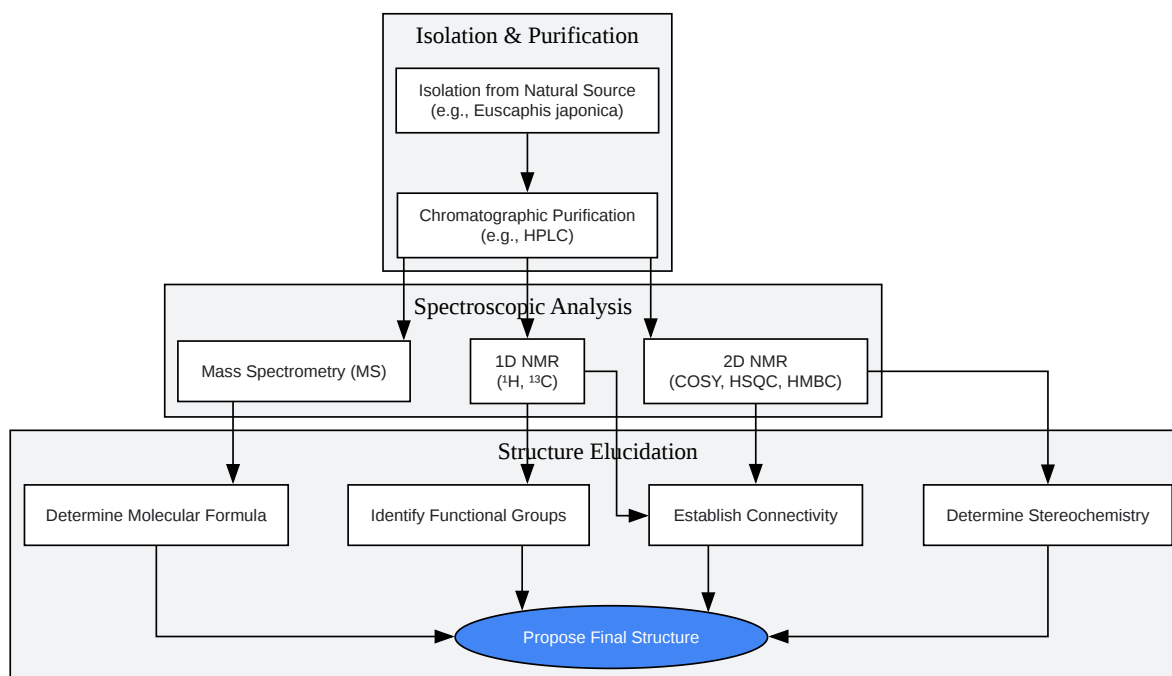 Isolation & Purification
Isolation from Natural Source
(e.g., Euscaphis japonica)
Chromatographic Purification
(e.g., HPLC)
Spectroscopic Analysis
Mass Spectrometry (MS)
1D NMR
(¹H, ¹³C)
2D NMR
(COSY, HSQC, HMBC)
Structure Elucidation
Determine Molecular Formula
Identify Functional Groups
Establish Connectivity
Determine Stereochemistry
Propose Final Structure